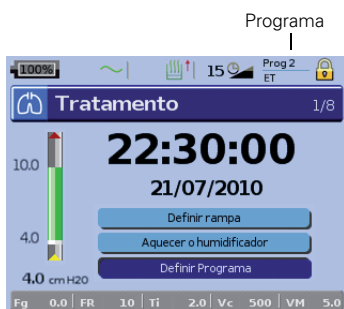 Programa
100% 15 Prog 2
ET
Tratamento 1/8
10.0
22:30:00
21/07/2010
Definir rampa
4.0 Aquecer o humidificador
Definir Programa
4.0 cm H2O
Fg 0.0 FR 10 Ti 2.0 Vc 500 VM 5.0